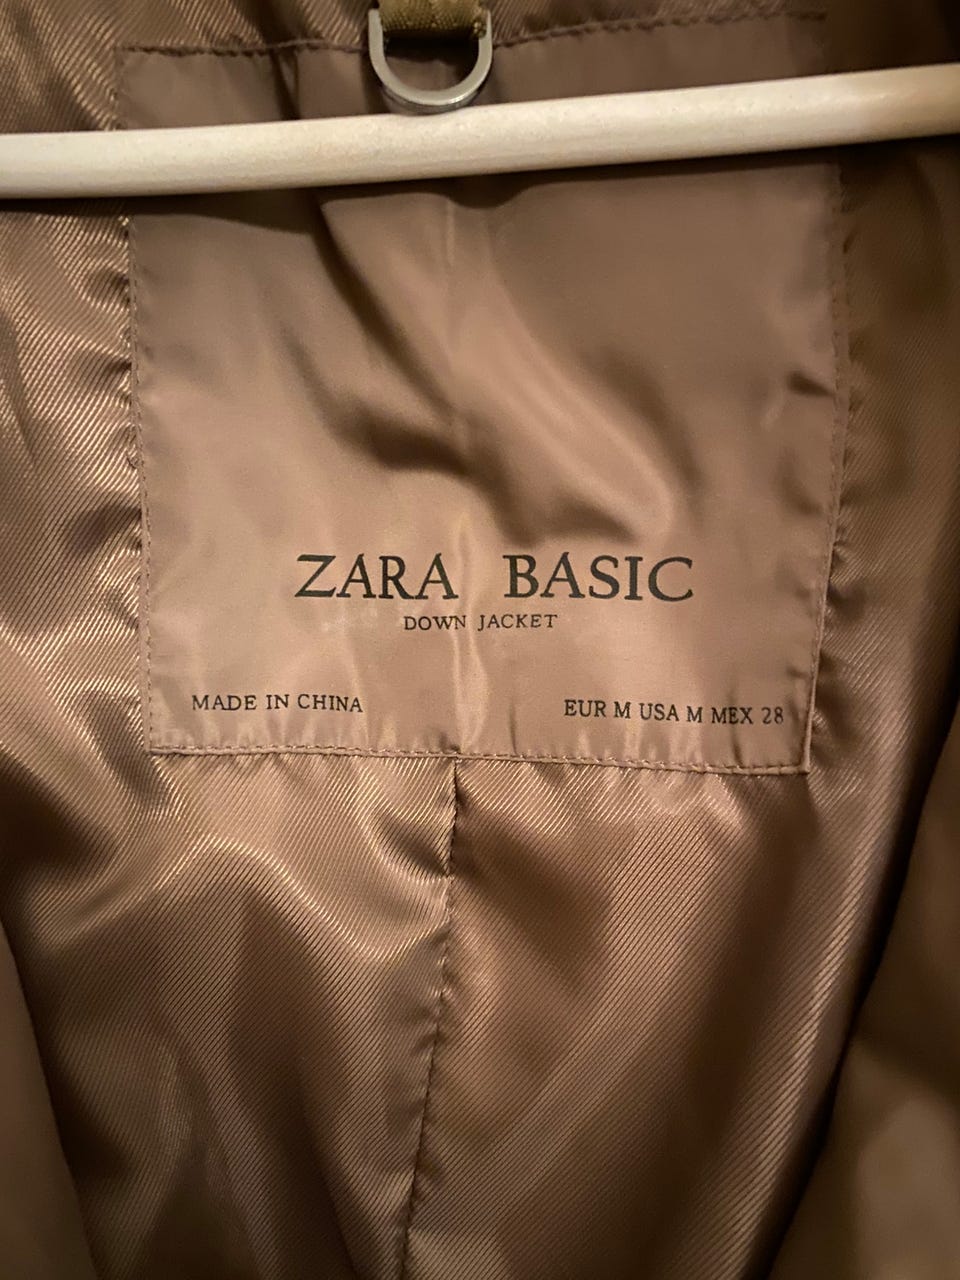 ZARA BASIC
DOWN JACKET
MADE IN CHINA
EUR M USA M MEX 28